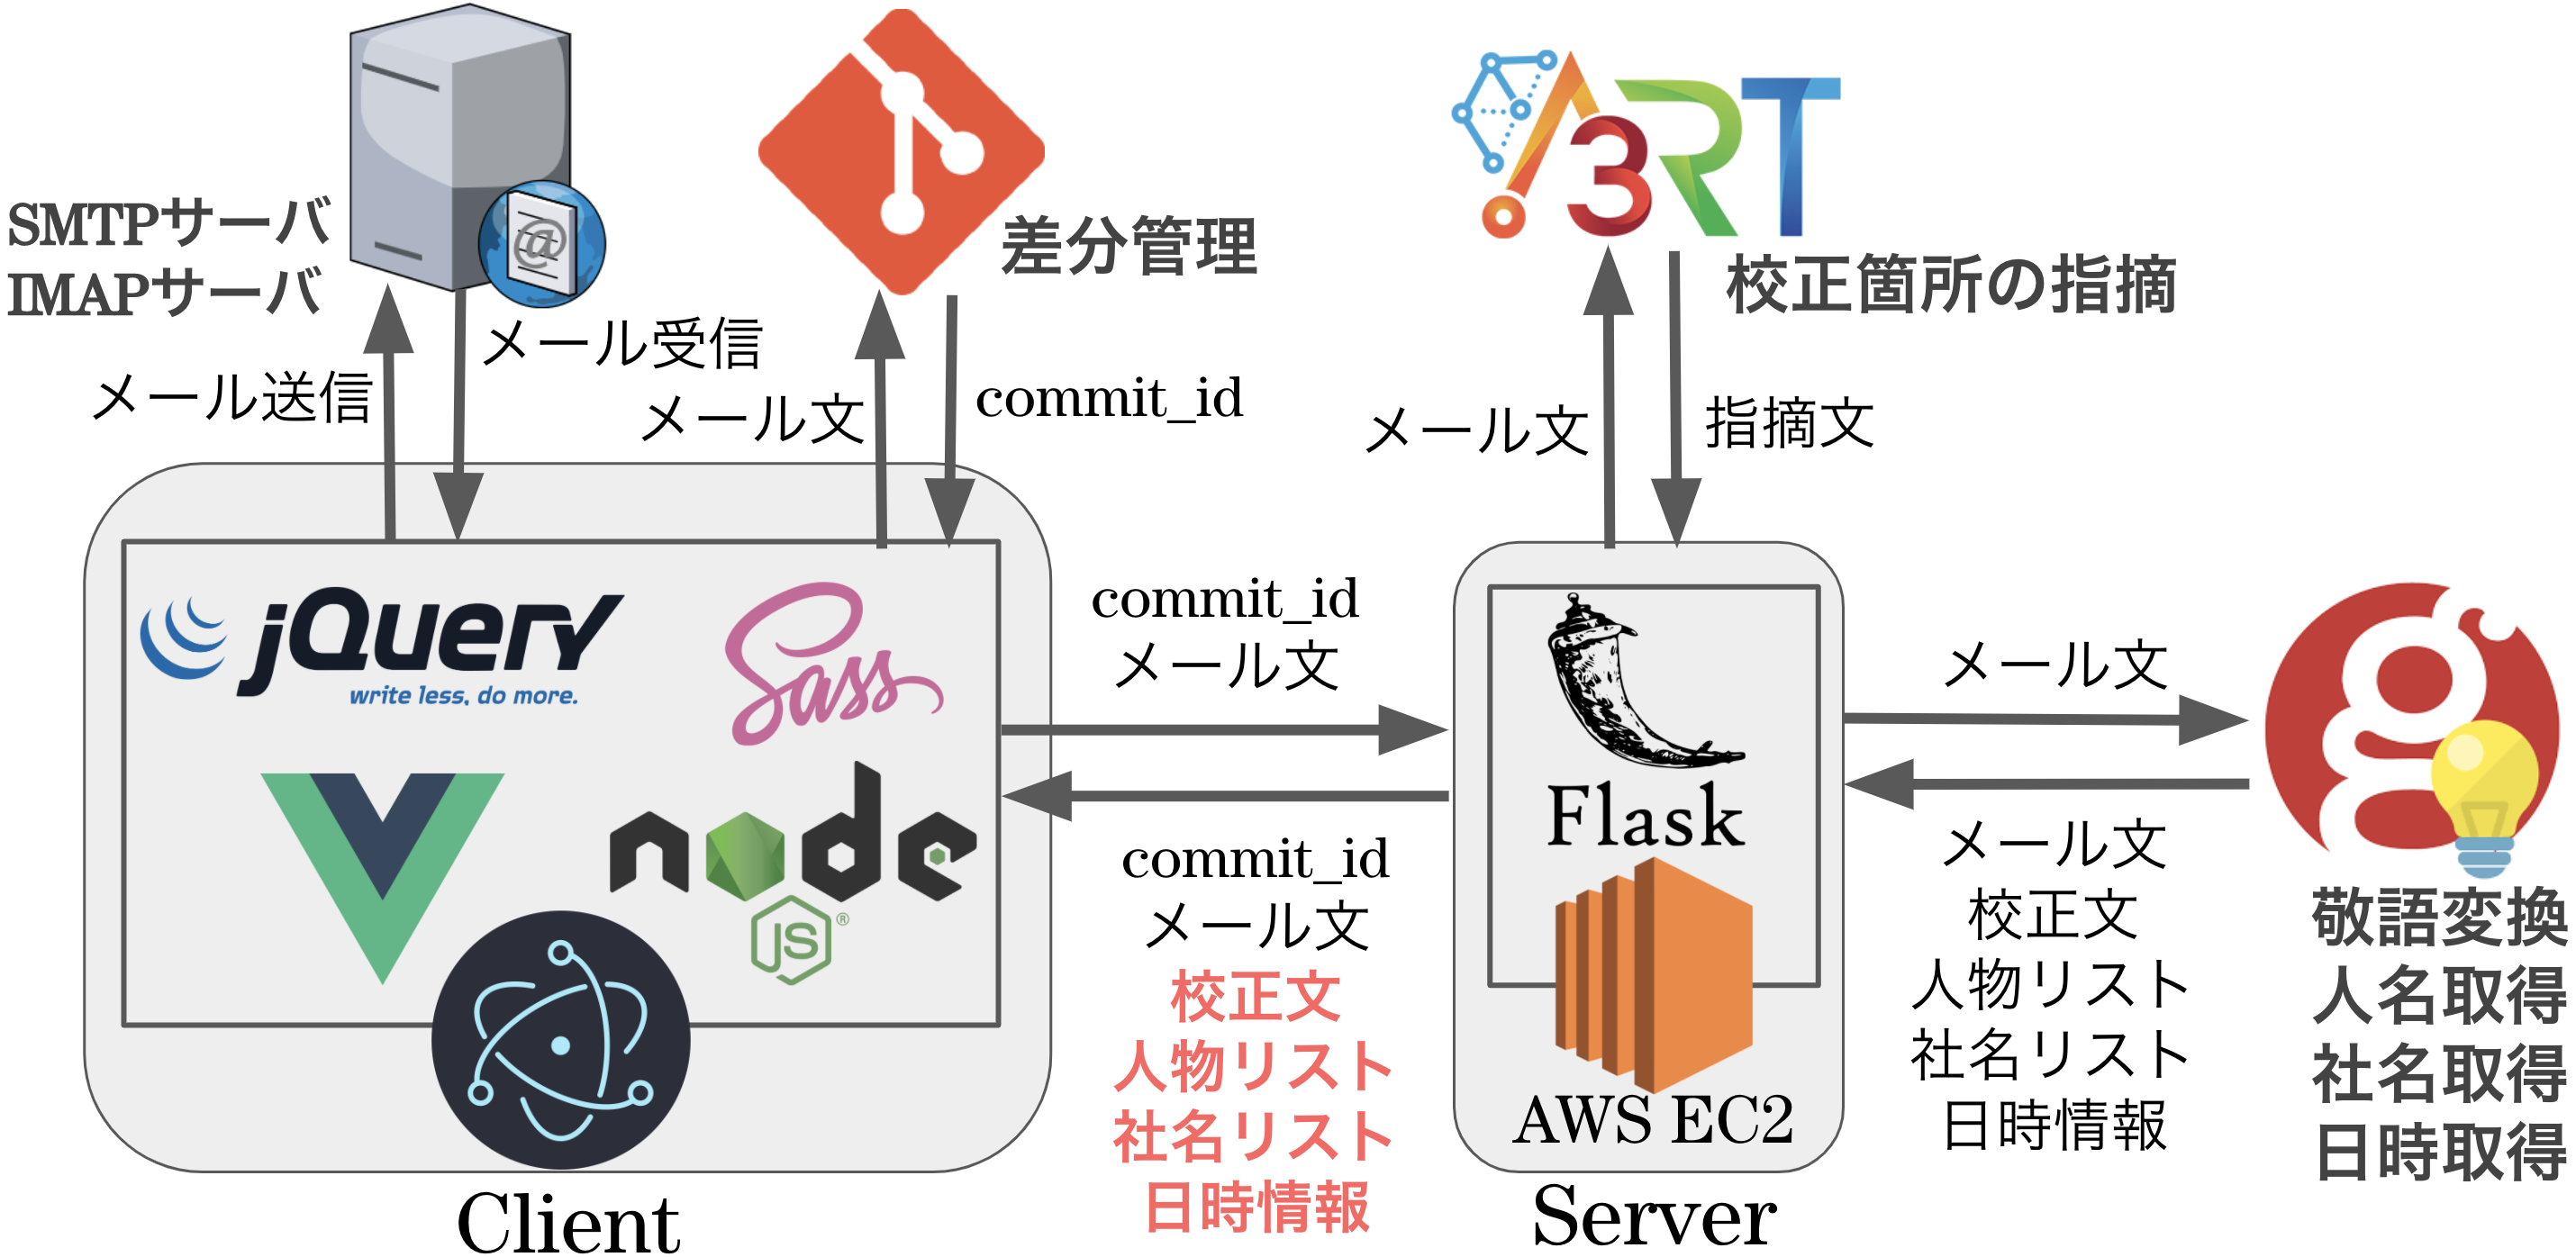 SMTPサーバ
IMAPサーバ
@
差分管理
A3RT
校正箇所の指摘
メール送信
メール受信
メール文
commit_id
メール文
指摘文
jQuery
write less, do more.
Sass
node
JS®
Client
commit_id
メール文
commit_id
メール文
校正文
人物リスト
社名リスト
日時情報
Flask
AWS EC2
Server
メール文
メール文
校正文
人物リスト
社名リスト
日時情報
g
敬語変換
人名取得
社名取得
日時取得